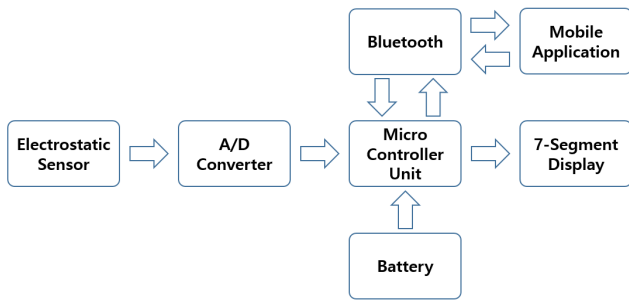 Bluetooth
Mobile
Application
Electrostatic
Sensor
A/D
Converter
Micro
Controller
Unit
7-Segment
Display
Battery